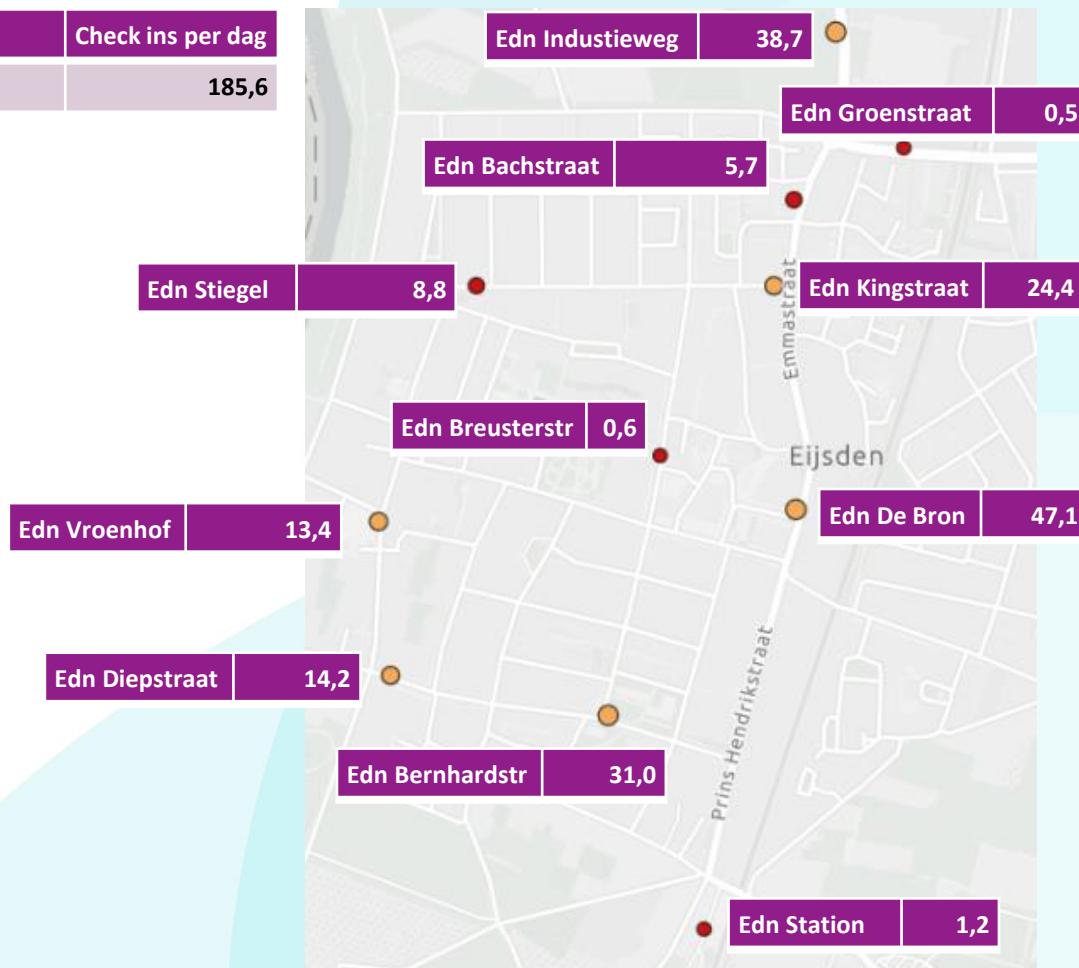 Check ins per dag
185,6
Edn Industieweg 38,7
Edn Groenstraat 0,5
Edn Bachstraat 5,7
Edn Stiegel 8,8
Edn Kingstraat 24,4
Emmastraat
Edn Breusterstr 0,6
Eijsden
Edn Vroenhof 13,4
Edn De Bron 47,1
Edn Diepstraat 14,2
Prins Hendrikstraat
Edn Bernhardstr 31,0
Edn Station 1,2